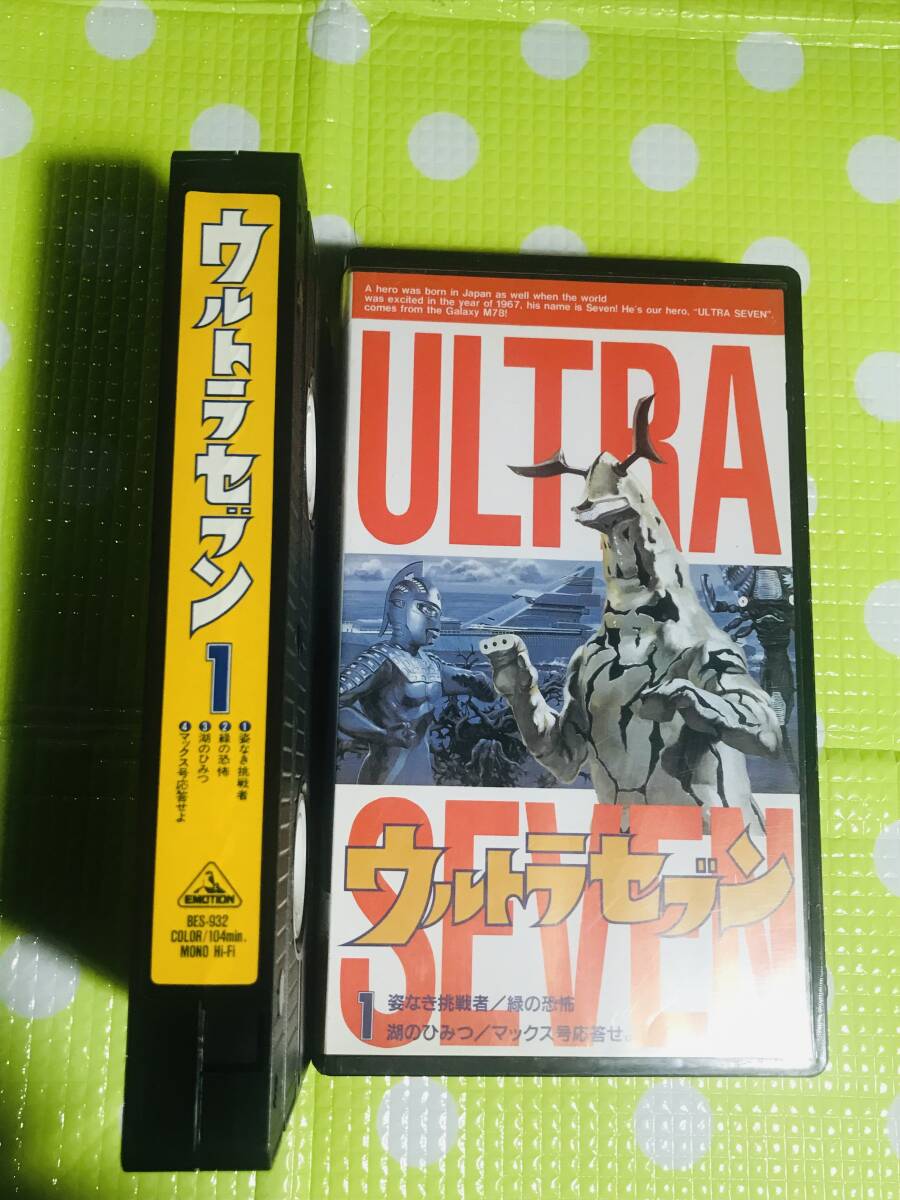 ウルトラセブン
1
❶姿なき挑戦者
❷緑の恐怖
❸湖のひみつ
❹マックス号応答せよ
EMOTION
BES-932
COLOR/104min.
MONO Hi-Fi
A hero was born in Japan as well when the world
was excited in the year of 1967, his name is Seven! He's our hero, "ULTRA SEVEN",
comes from the Galaxy M78!
ULTRA
SEVEN
ウルトラセブン
1 姿なき挑戦者／緑の恐怖
湖のひみつ／マックス号応答せよ